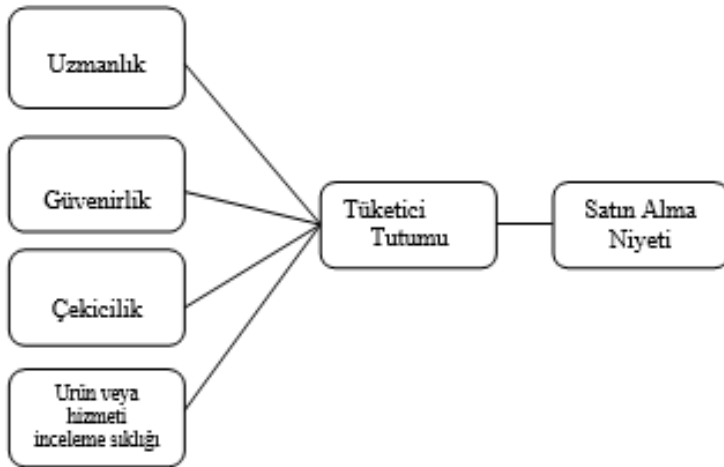 Uzmanlık
Güvenirlik
Çekicilik
Ürün veya
hizmeti
inceleme sıklığı
Tüketici
Tutumu
Satın Alma
Niyeti